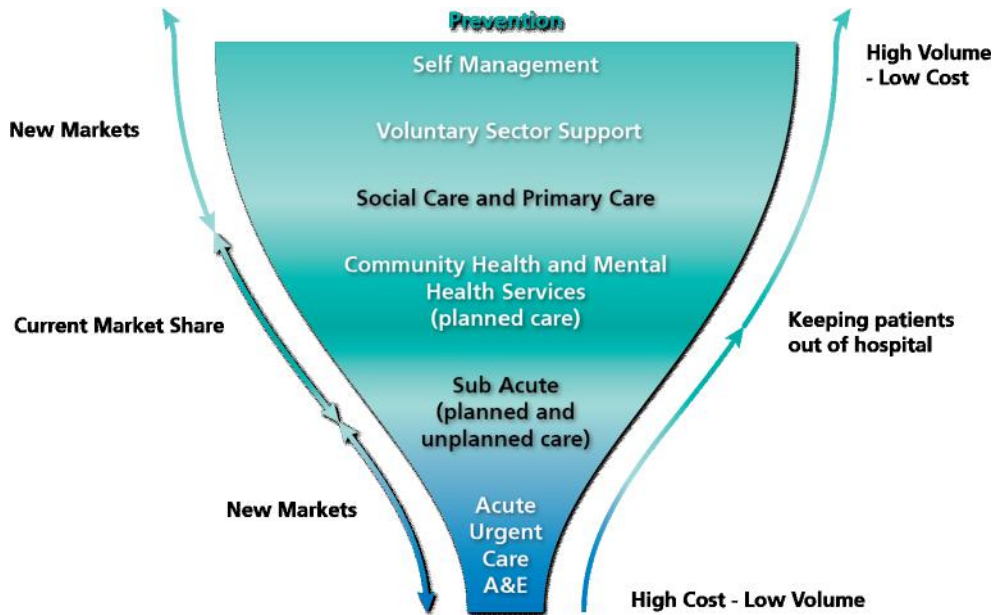 Prevention
Self Management
High Volume
- Low Cost
New Markets
Voluntary Sector Support
Social Care and Primary Care
Community Health and Mental
Health Services
(planned care)
Current Market Share
Keeping patients
out of hospital
Sub Acute
(planned and
unplanned care)
New Markets
Acute
Urgent
Care
A&E
High Cost - Low Volume